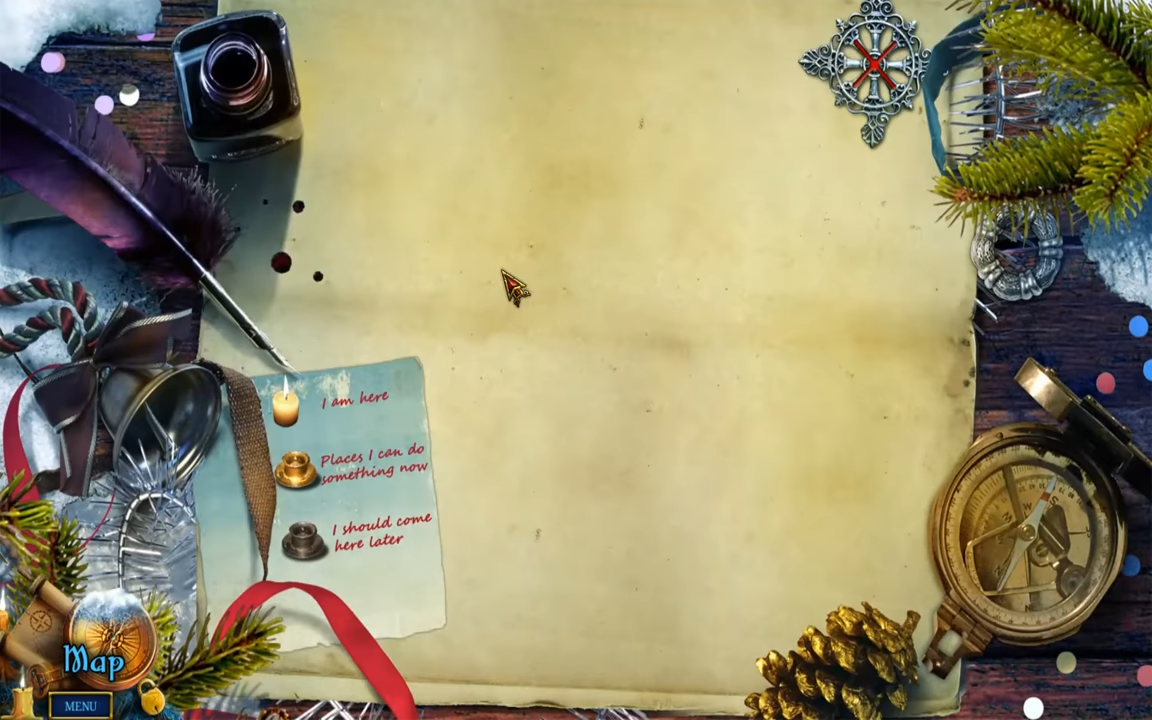 I am here
Places I can do
something now
I should come
here later
Map
MENU